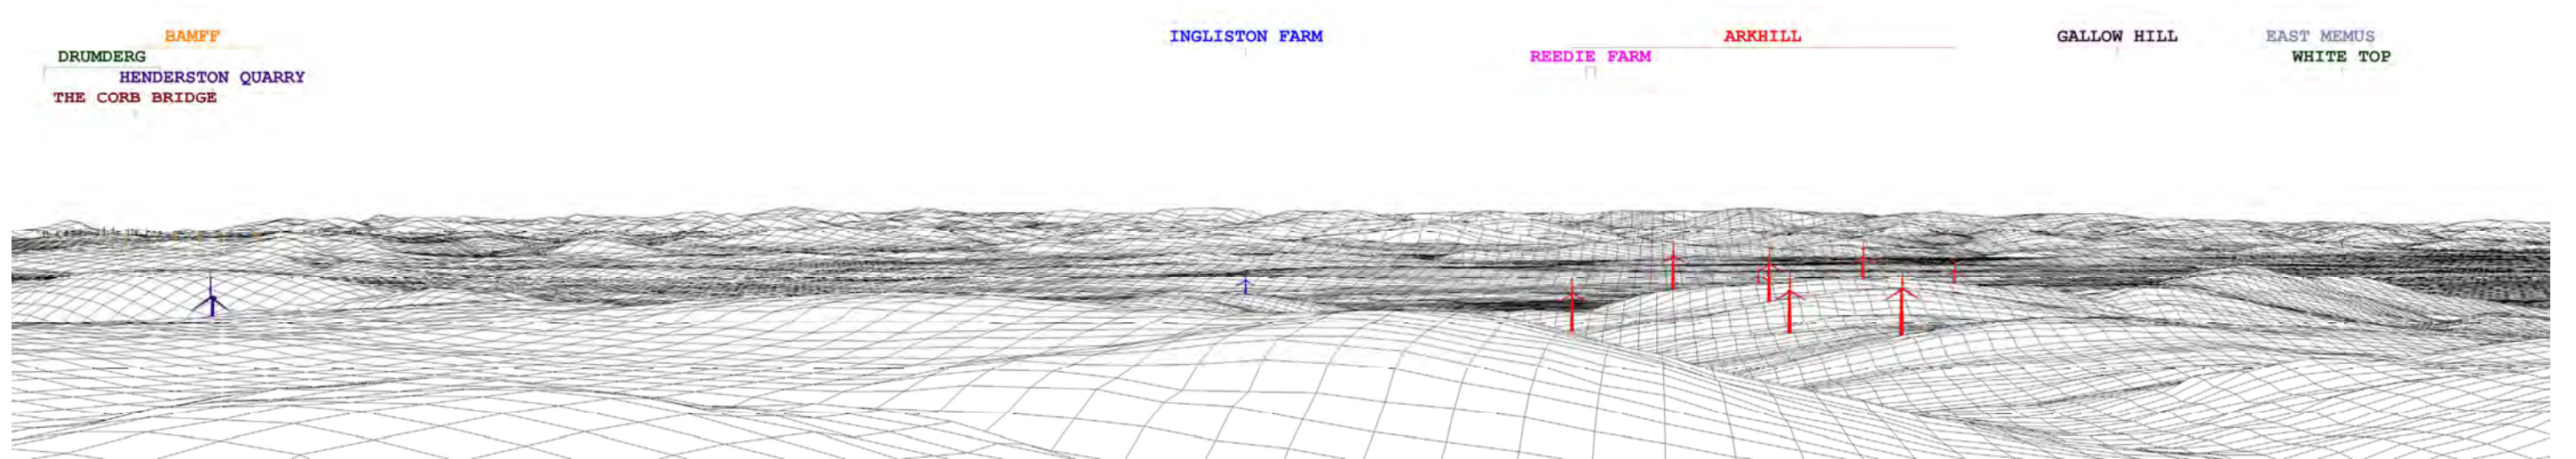 BAMFF
INGLISTON FARM
ARKHILL
GALLOW HILL
EAST MEMUS
DRUMDERG
REEDIE FARM
WHITE TOP
HENDERSTON QUARRY
THE CORB BRIDGE